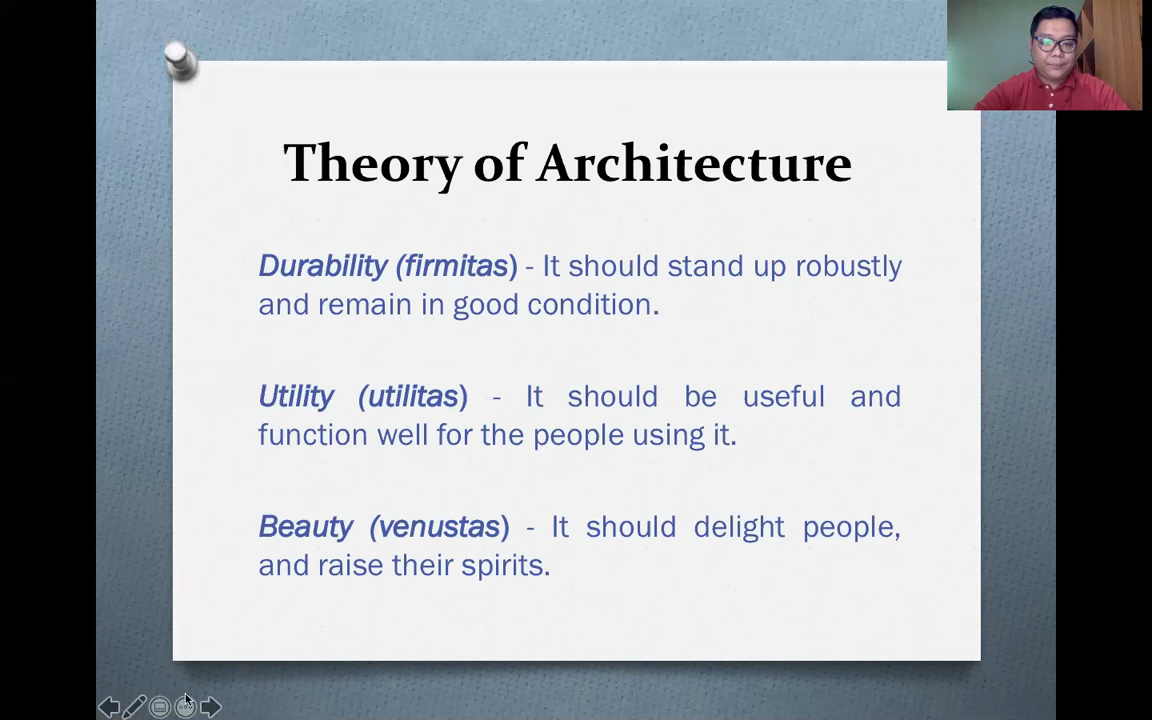 Theory of Architecture
Durability (firmitas) - It should stand up robustly
and remain in good condition.
Utility (utilitas) - It should be useful and
function well for the people using it.
Beauty (venustas) - It should delight people,
and raise their spirits.